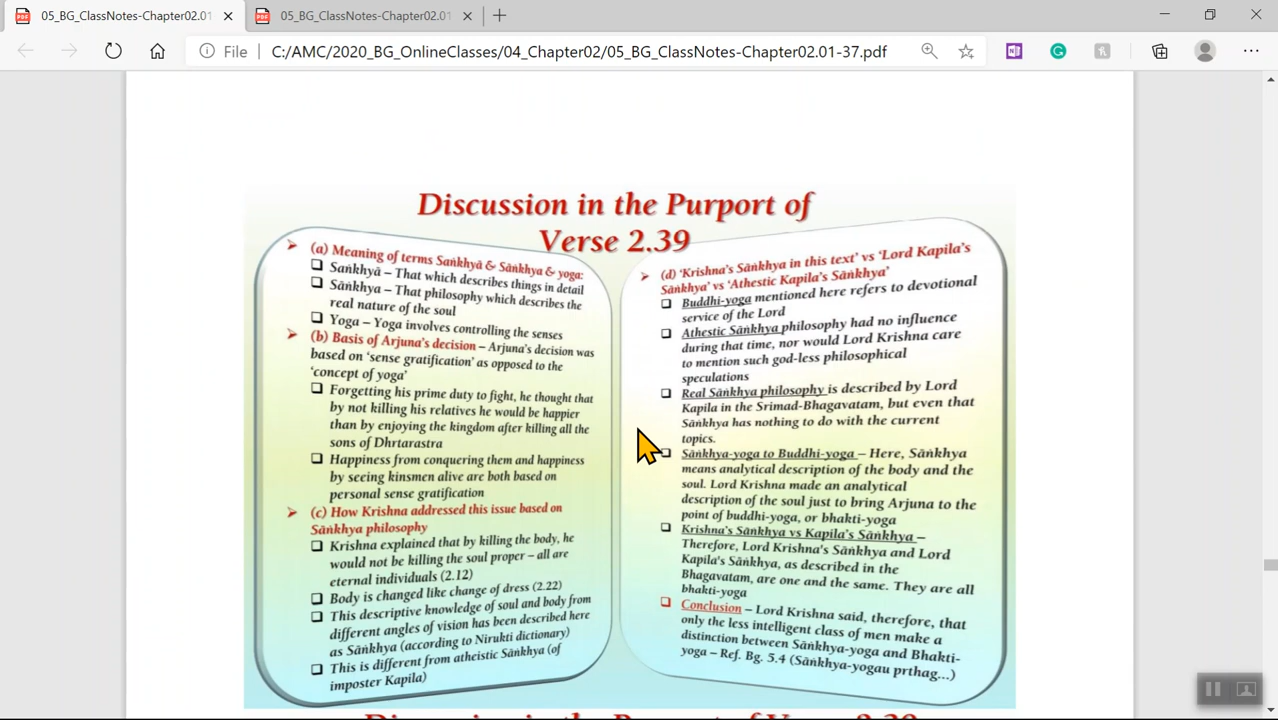 05_BG_ClassNotes-Chapter02.01
05_BG_ClassNotes-Chapter02.01
File
C:/AMC/2020_BG_OnlineClasses/04_Chapter02/05_BG_ClassNotes-Chapter02.01-37.pdf
Discussion in the Purport of
Verse 2.39
(a) Meaning of terms Saṅkhyā & Sāṅkhya & yoga:
Saṅkhyā – That which describes things in detail
Sāṅkhya – That philosophy which describes the
real nature of the soul
Yoga – Yoga involves controlling the senses
(b) Basis of Arjuna's decision – Arjuna's decision was
based on 'sense gratification' as opposed to the
'concept of yoga'
Forgetting his prime duty to fight, he thought that
by not killing his relatives he would be happier
than by enjoying the kingdom after killing all the
sons of Dhrtarastra
Happiness from conquering them and happiness
by seeing kinsmen alive are both based on
personal sense gratification
(c) How Krishna addressed this issue based on
Sāṅkhya philosophy
Krishna explained that by killing the body, he
would not be killing the soul proper – all are
eternal individuals (2.12)
Body is changed like change of dress (2.22)
This descriptive knowledge of soul and body from
different angles of vision has been described here
as Sāṅkhya (according to Nirukti dictionary)
This is different from atheistic Sāṅkhya (of
imposter Kapila)
(d) 'Krishna's Sāṅkhya in this text' vs 'Lord Kapila's
Sāṅkhya' vs 'Athestic Kapila's Sāṅkhya'
Buddhi-yoga mentioned here refers to devotional
service of the Lord
Athestic Sāṅkhya philosophy had no influence
during that time, nor would Lord Krishna care
to mention such god-less philosophical
speculations
Real Sāṅkhya philosophy is described by Lord
Kapila in the Srimad-Bhagavatam, but even that
Sāṅkhya has nothing to do with the current
topics.
Sāṅkhya-yoga to Buddhi-yoga – Here, Sāṅkhya
means analytical description of the body and the
soul. Lord Krishna made an analytical
description of the soul just to bring Arjuna to the
point of buddhi-yoga, or bhakti-yoga
Krishna's Sāṅkhya vs Kapila's Sāṅkhya –
Therefore, Lord Krishna's Sāṅkhya and Lord
Kapila's Sāṅkhya, as described in the
Bhagavatam, are one and the same. They are all
bhakti-yoga
Conclusion – Lord Krishna said, therefore, that
only the less intelligent class of men make a
distinction between Sāṅkhya-yoga and Bhakti-
yoga – Ref. Bg. 5.4 (Sāṅkhya-yogau prthag...)
Discussion in the Purport of Verse 2.39